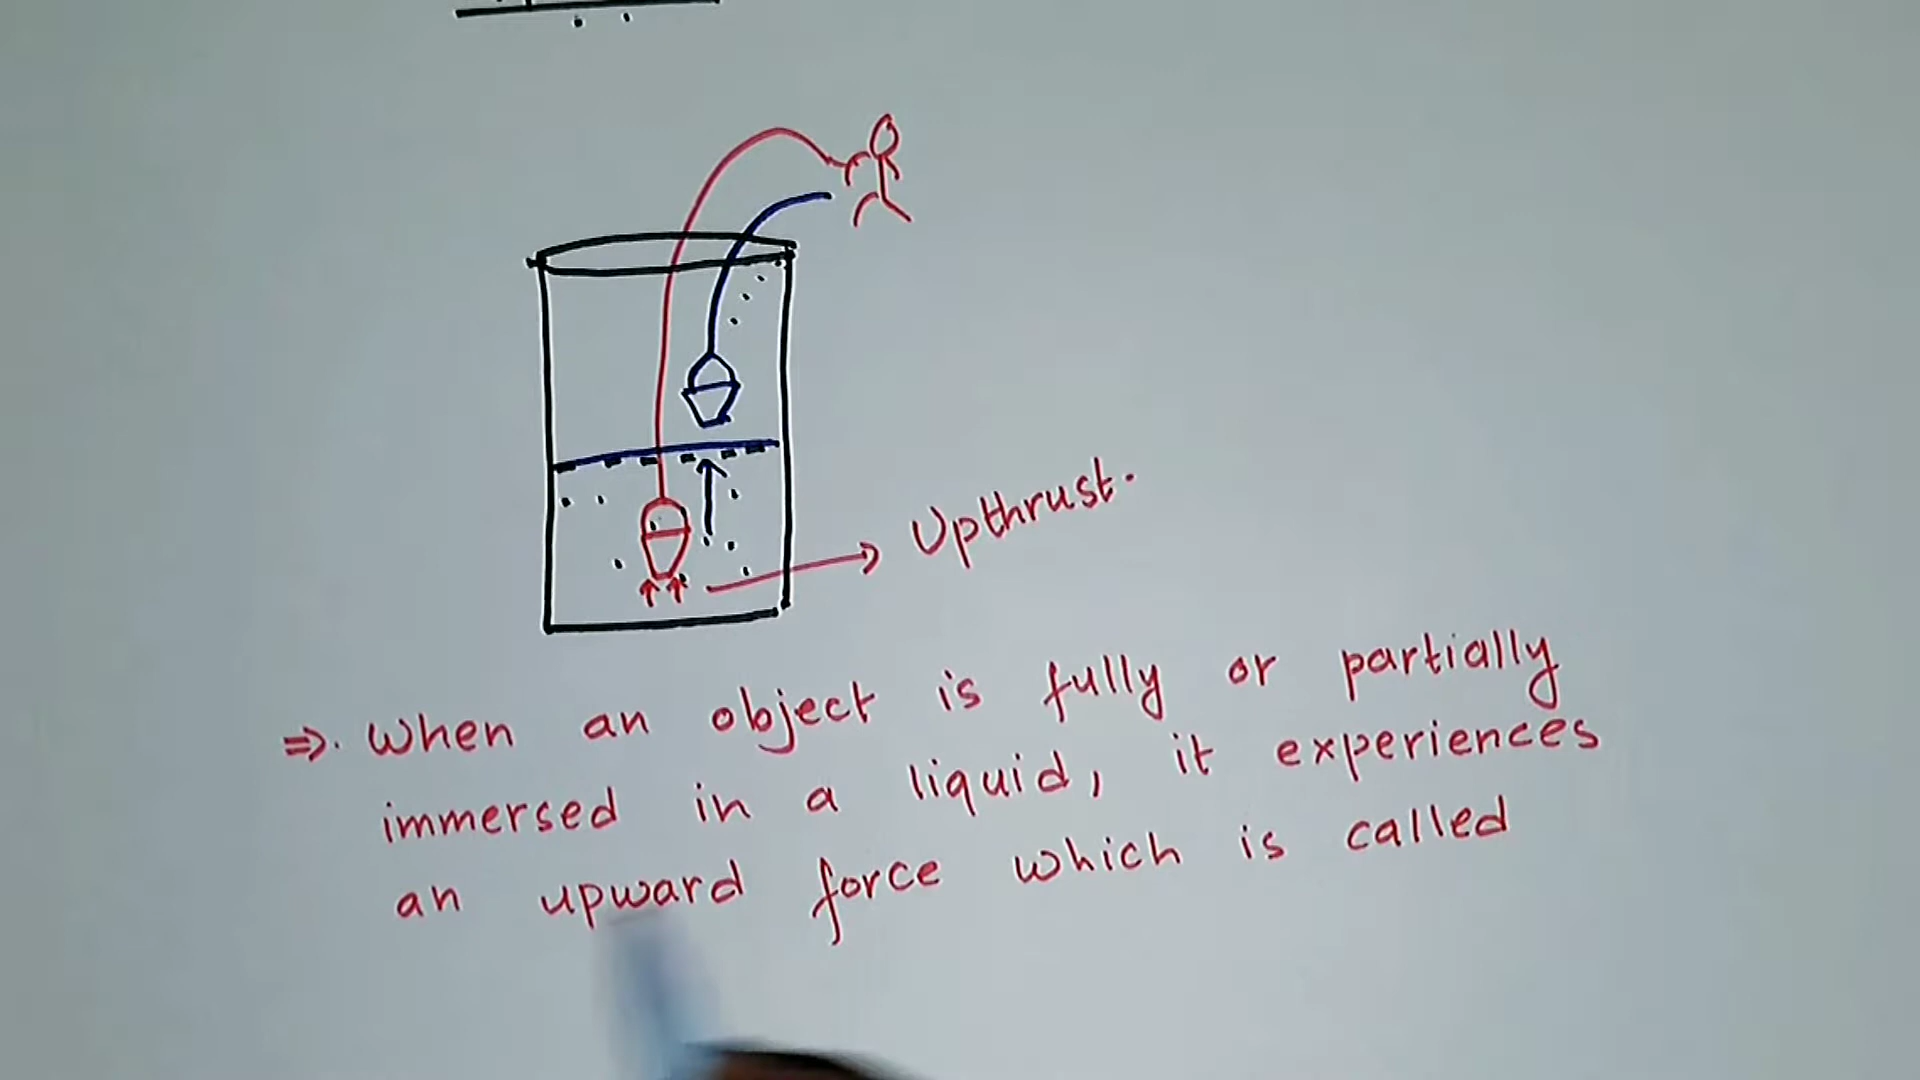 Upthrust.
⇒. When an object is fully or partially
immersed in a liquid, it experiences
an upward force which is called